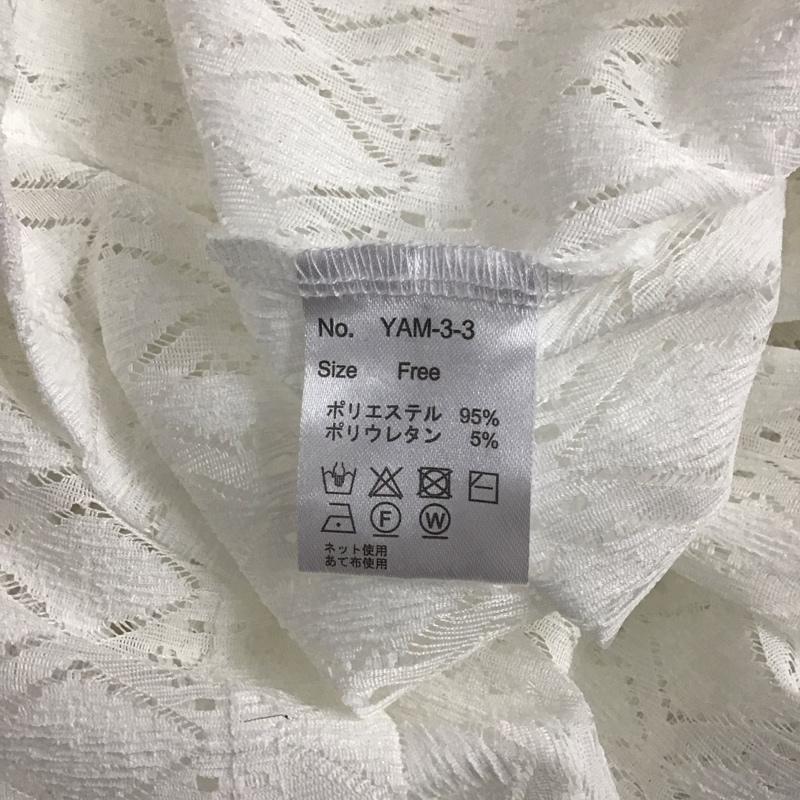 No. YAM-3-3
Size Free
ポリエステル 95%
ポリウレタン 5%
F W
ネット使用
あて布使用